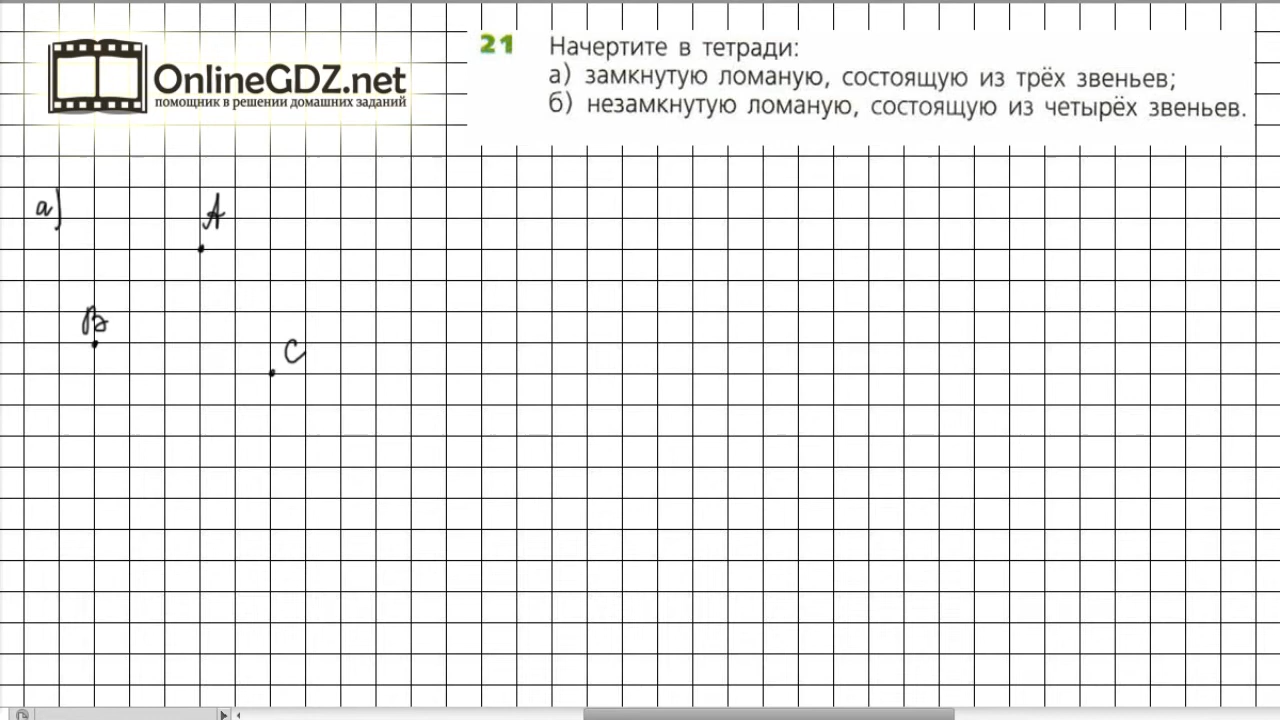 OnlineGDZ.net
помощник в решении домашних заданий
21 Начертите в тетради:
а) замкнутую ломаную, состоящую из трёх звеньев;
б) незамкнутую ломаную, состоящую из четырёх звеньев.
а)
A
B
C